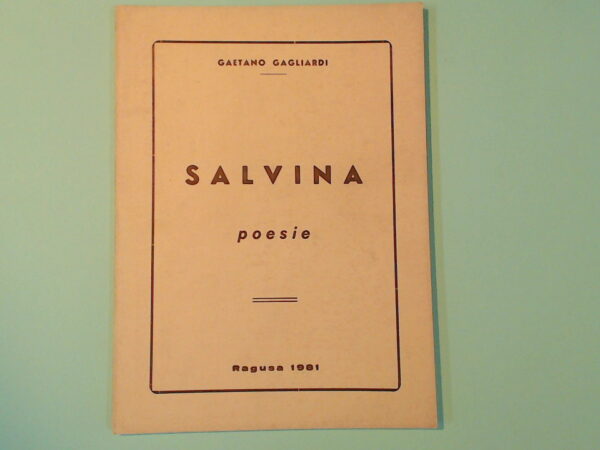 GAETANO GAGLIARDI
SALVINA
poesie
Ragusa 1981